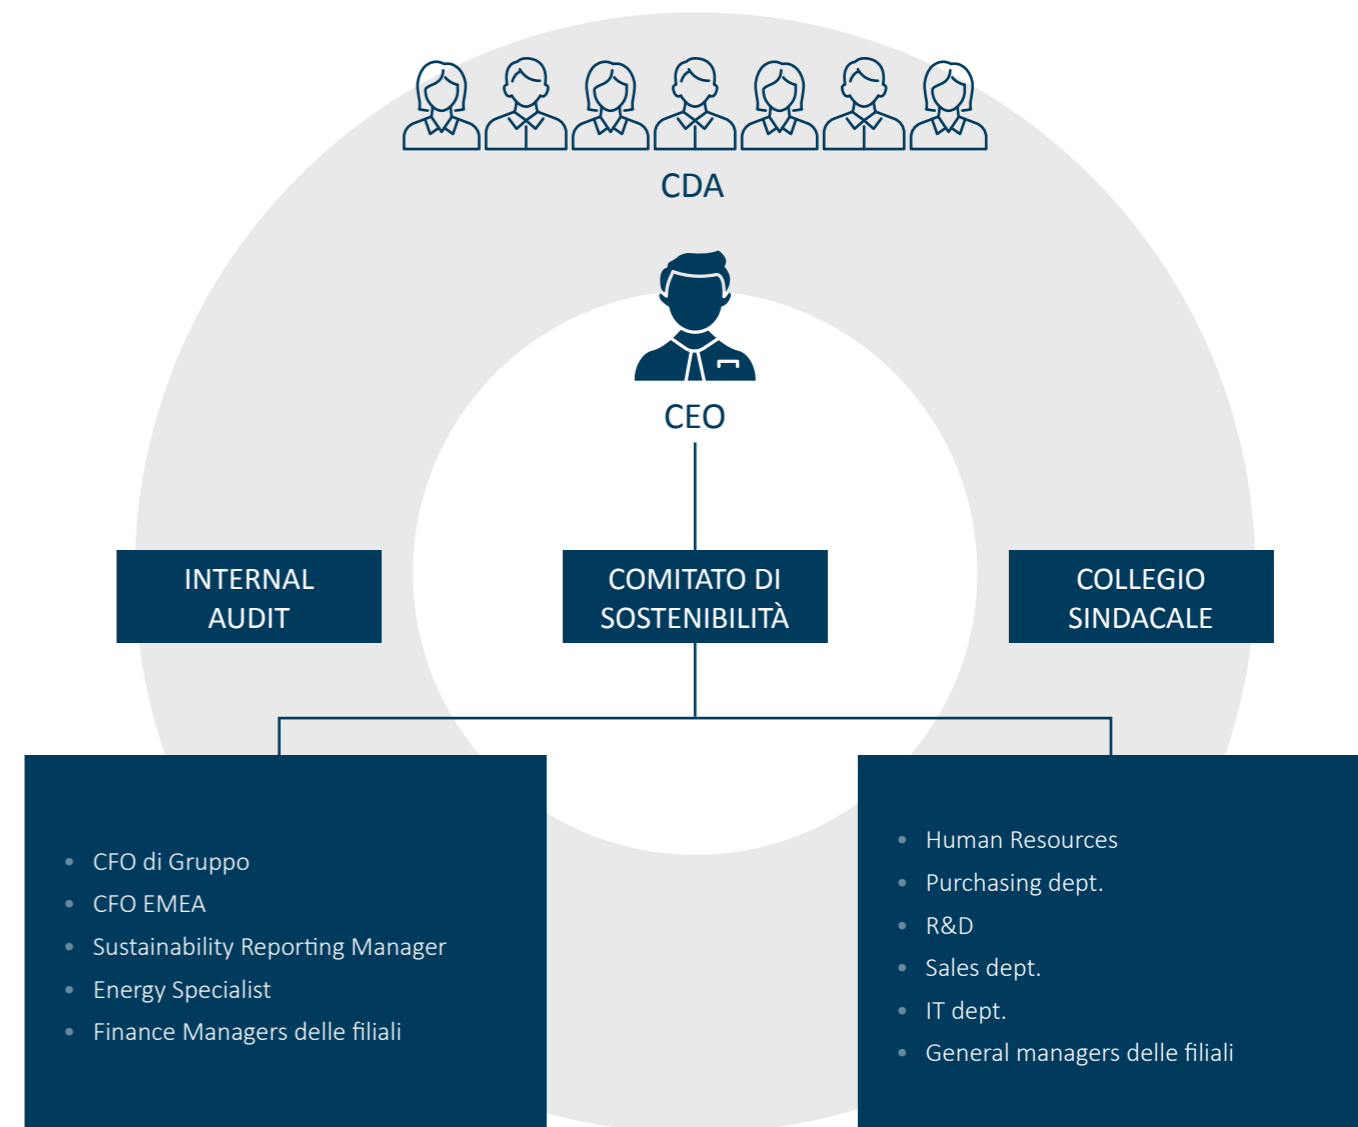 CDA
CEO
INTERNAL
AUDIT
COMITATO DI
SOSTENIBILITÀ
COLLEGIO
SINDACALE
• CFO di Gruppo
• CFO EMEA
• Sustainability Reporting Manager
• Energy Specialist
• Finance Managers delle filiali
• Human Resources
• Purchasing dept.
• R&D
• Sales dept.
• IT dept.
• General managers delle filiali